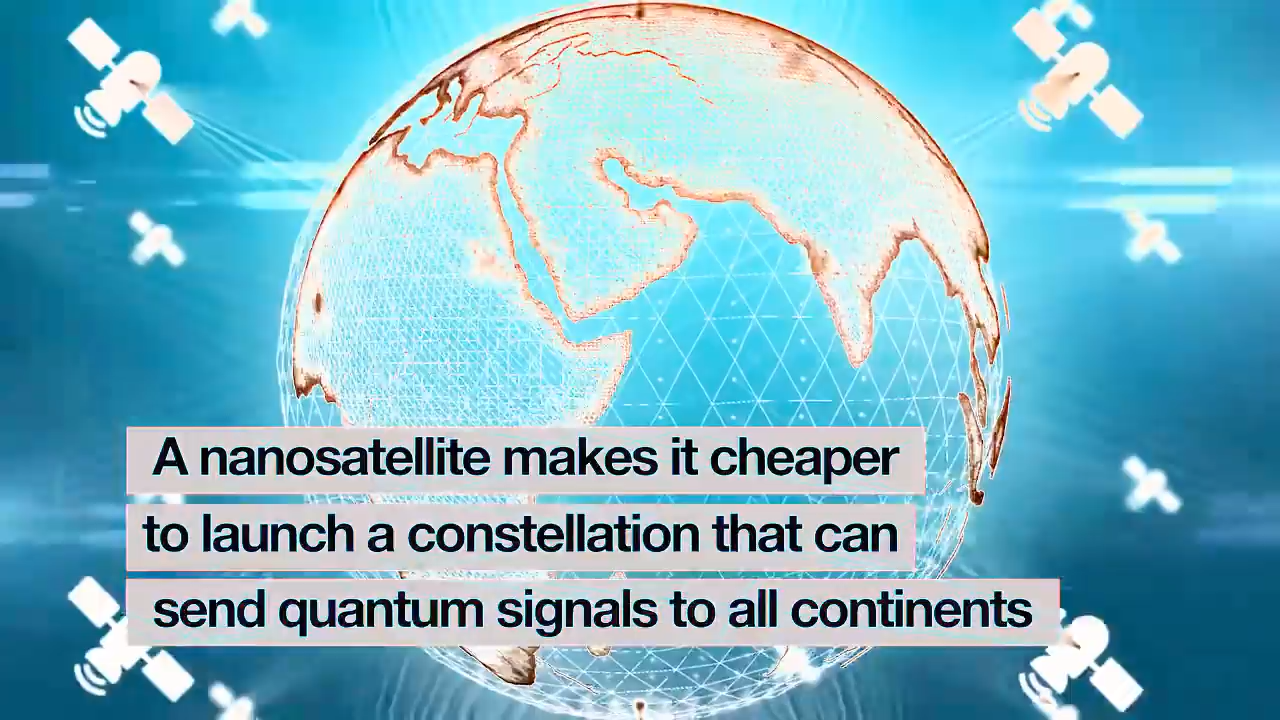 A nanosatellite makes it cheaper
to launch a constellation that can
send quantum signals to all continents